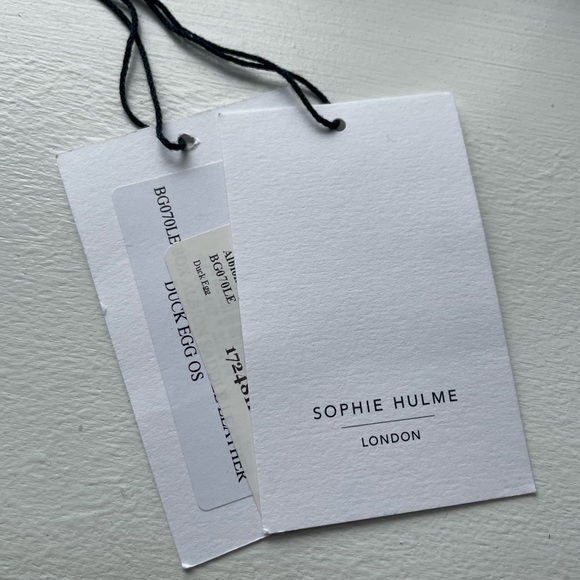 SOPHIE HULME
LONDON
BG070LE
DUCK EGG OS
LEATHER
BG070LE
Duck Egg